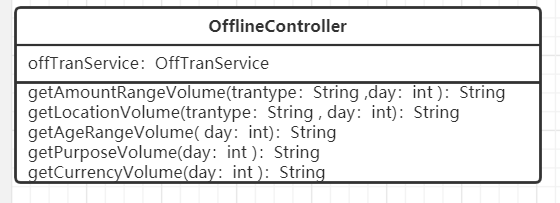 OfflineController
offTranService：OffTranService
getAmountRangeVolume(trantype：String ,day：int )：String
getLocationVolume(trantype：String , day：int)：String
getAgeRangeVolume( day：int)：String
getPurposeVolume(day：int )：String
getCurrencyVolume(day：int )：String